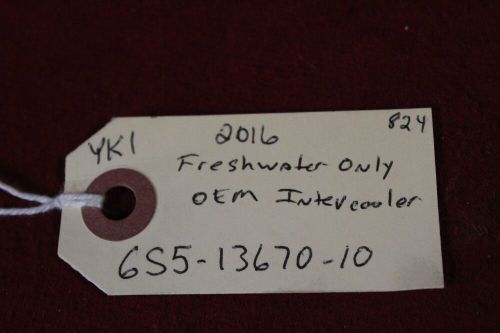 824
YK1 2016
Freshwater Only
OEM Intercooler
6S5-13670-10